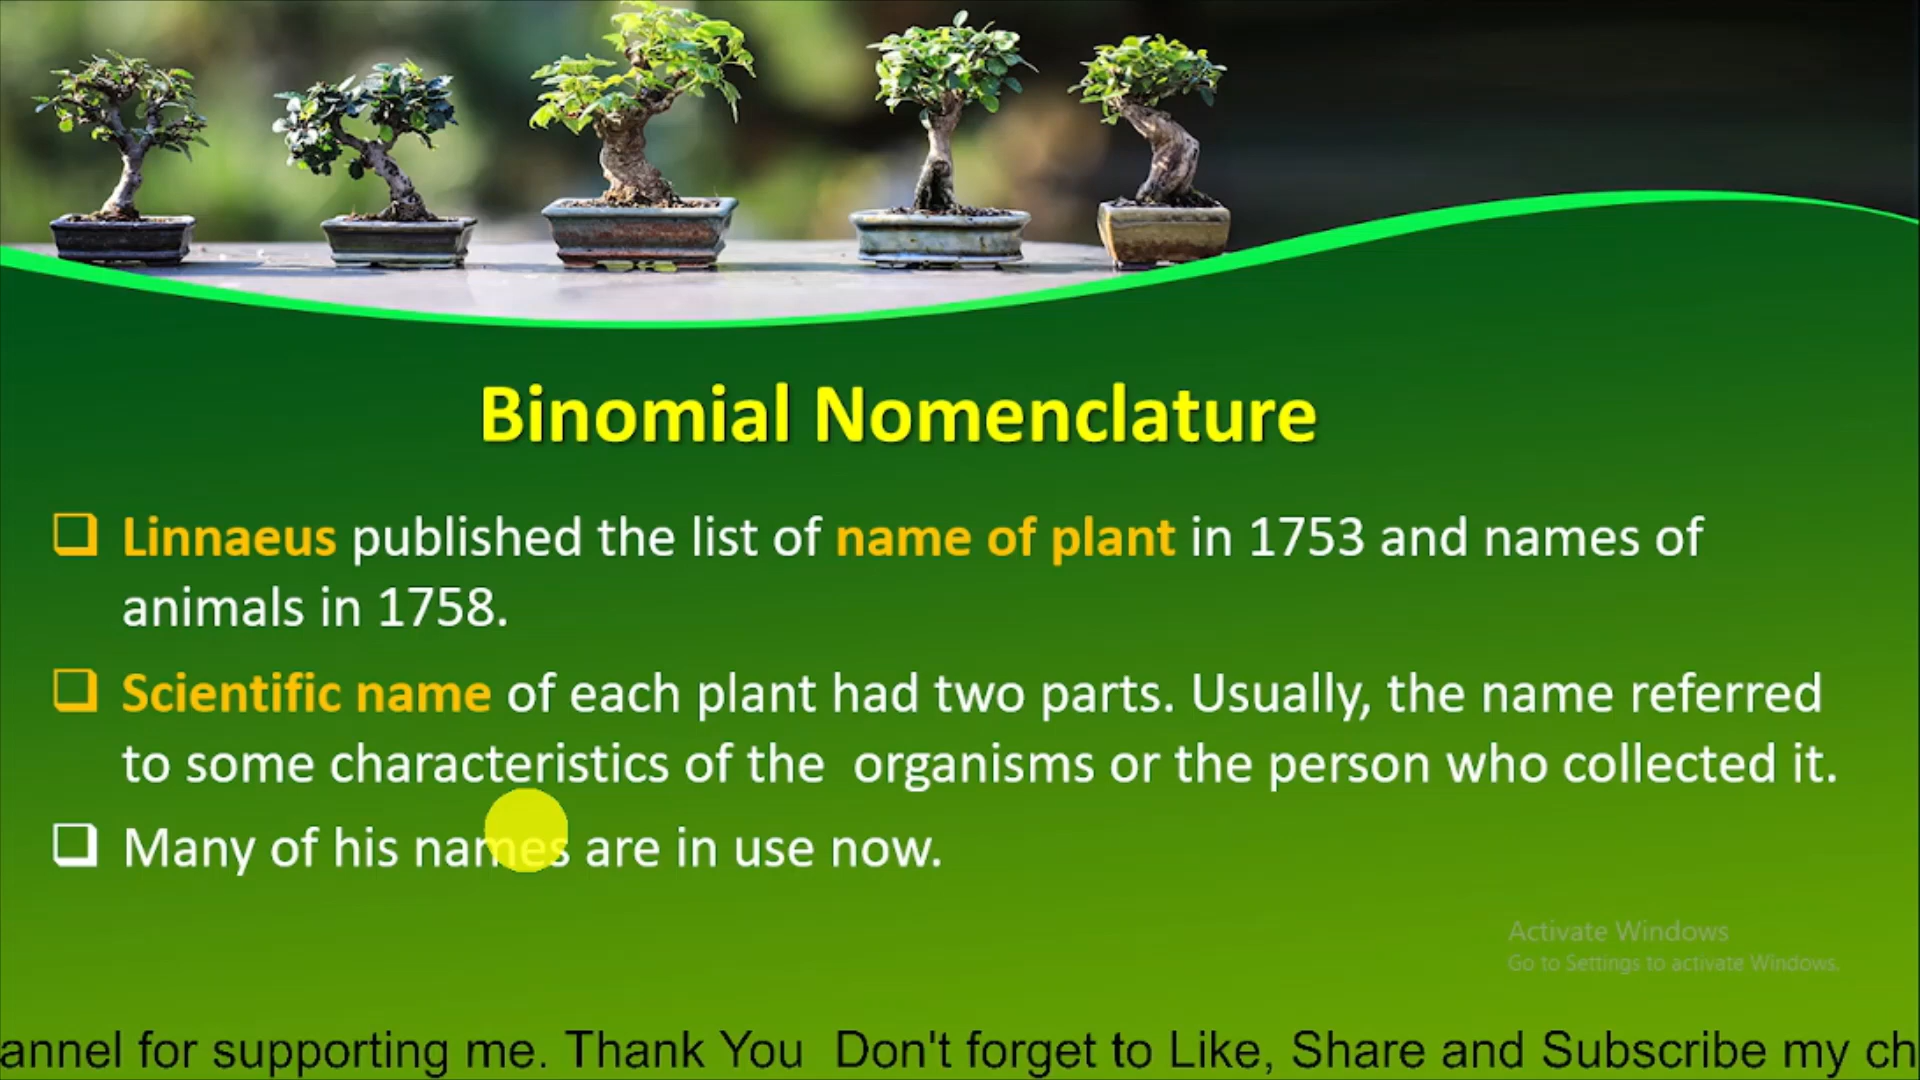 Binomial Nomenclature
Linnaeus published the list of name of plant in 1753 and names of
animals in 1758.
Scientific name of each plant had two parts. Usually, the name referred
to some characteristics of the  organisms or the person who collected it.
Many of his names are in use now.
Activate Windows
Go to Settings to activate Windows.
annel for supporting me. Thank You  Don't forget to Like, Share and Subscribe my ch